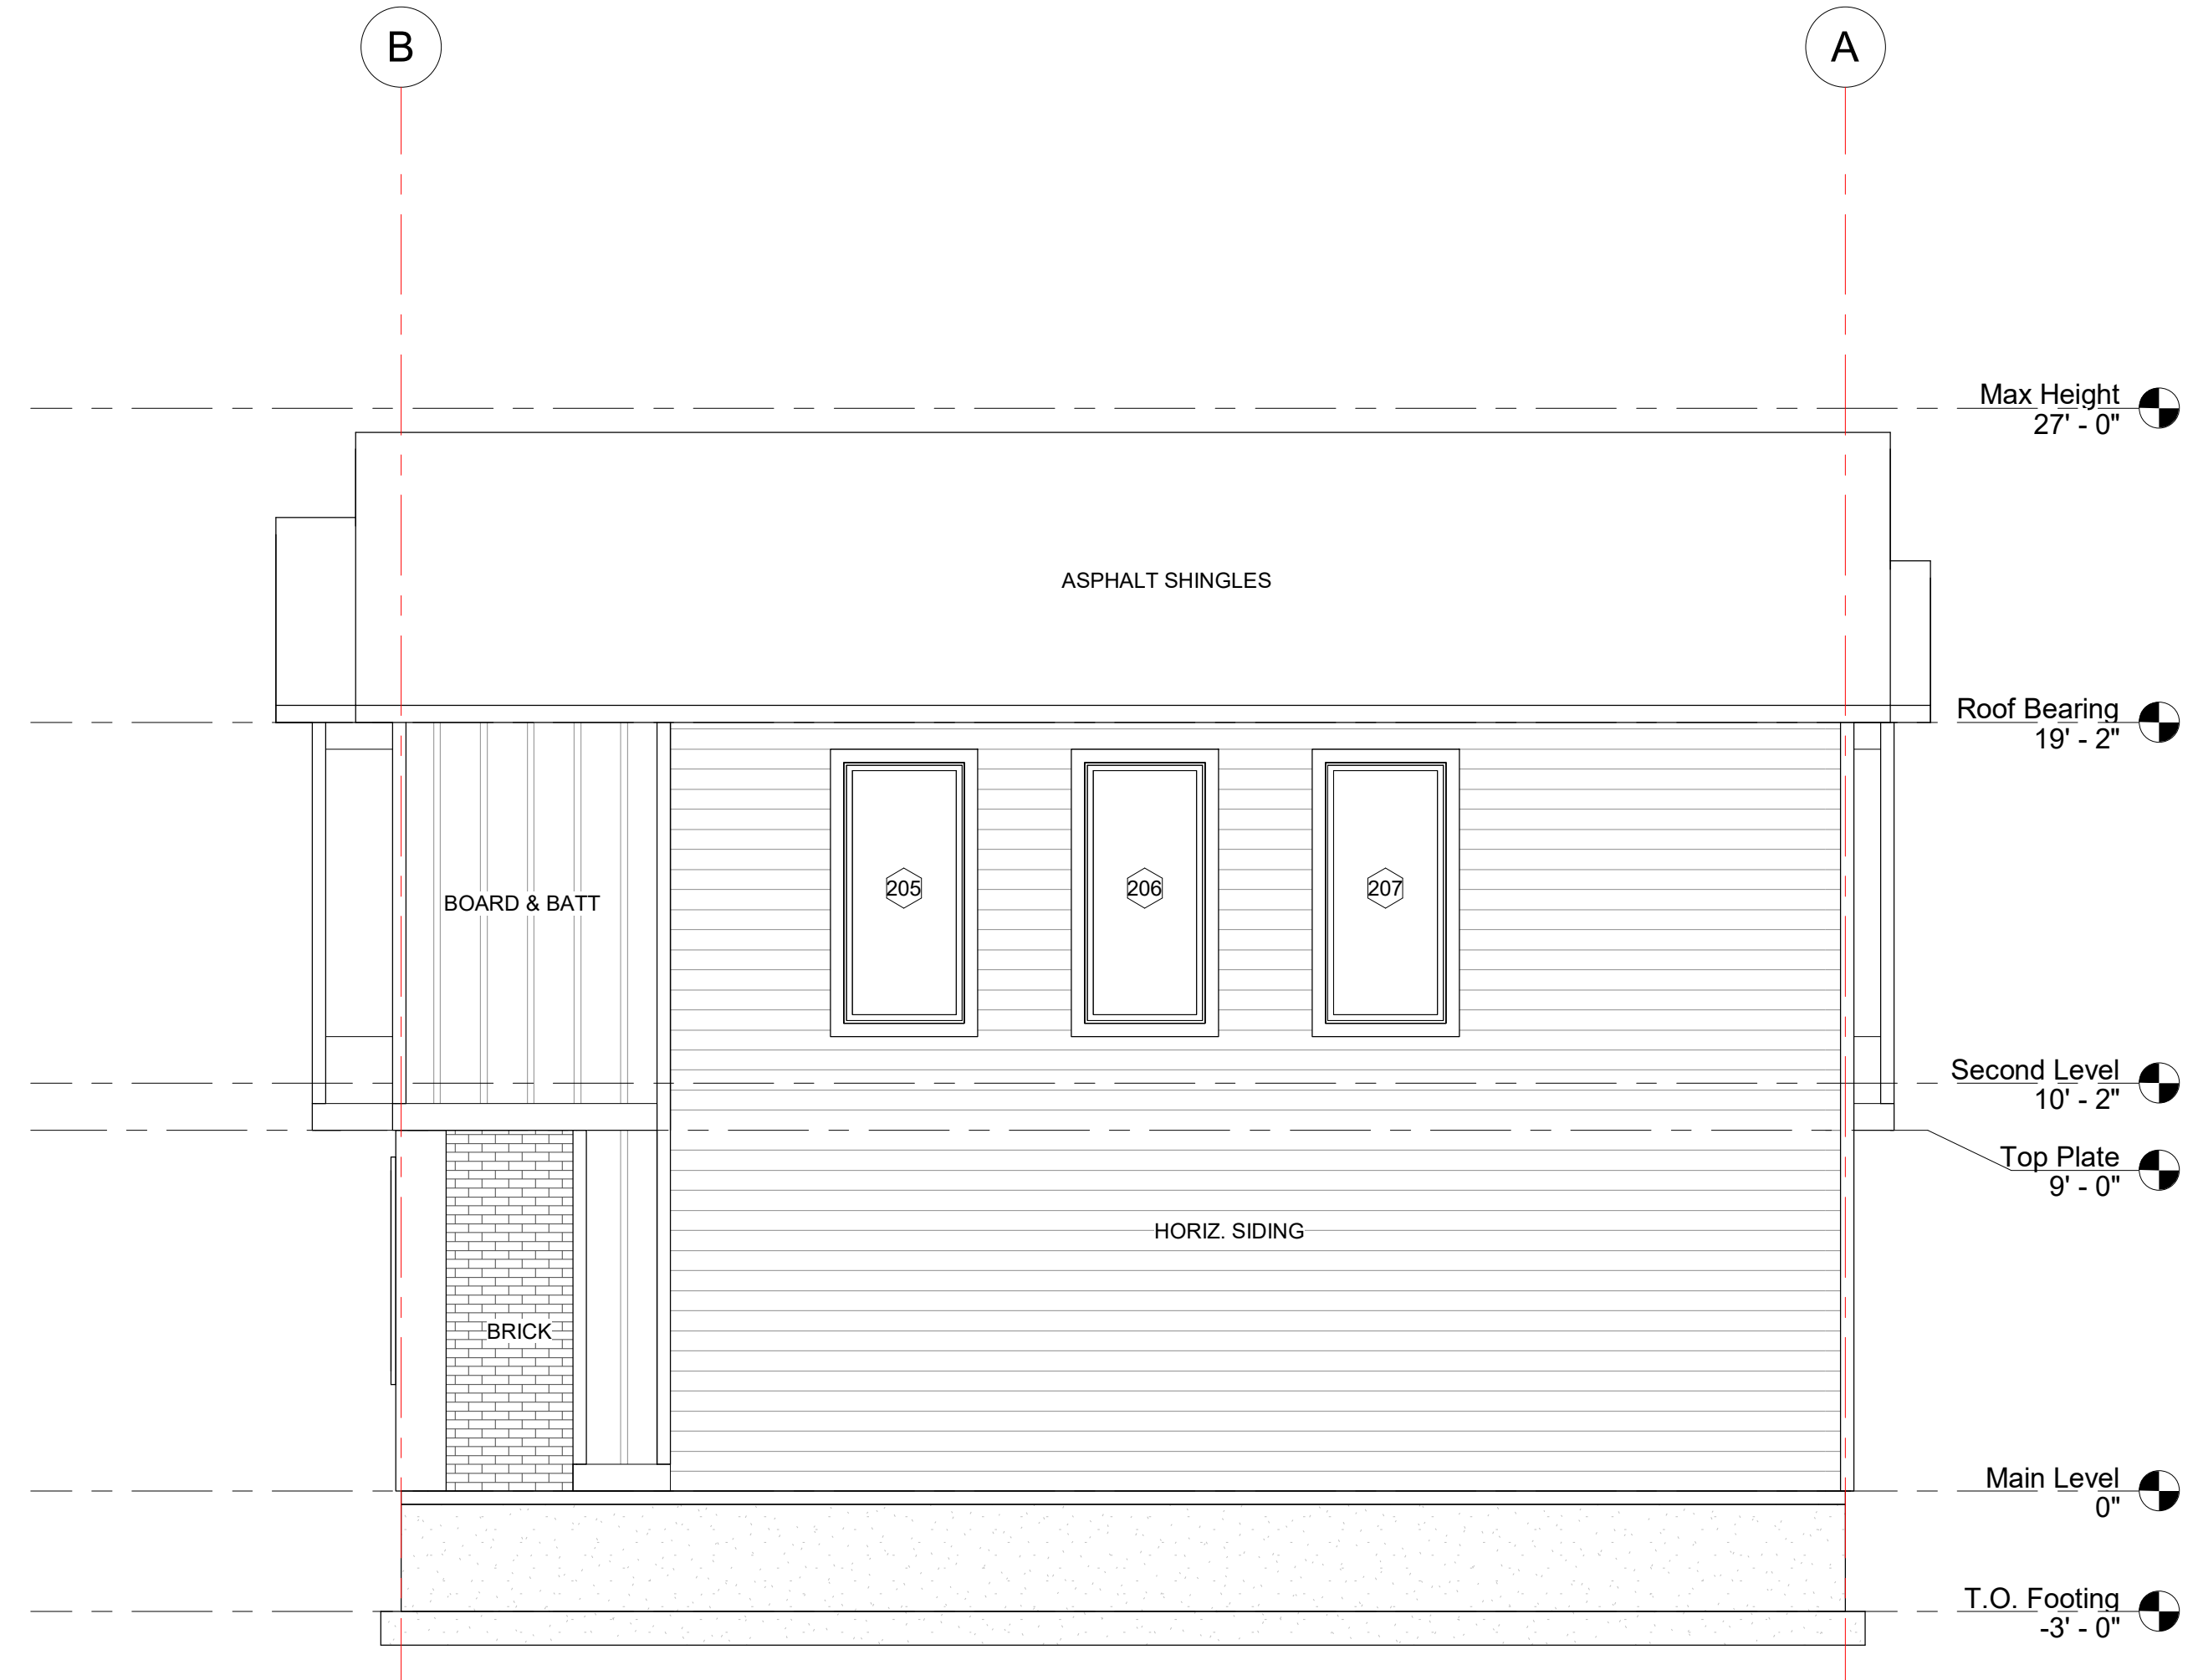 B
A
Max Height
27' - 0"
ASPHALT SHINGLES
Roof Bearing
19' - 2"
205
206
207
BOARD & BATT
Second Level
10' - 2"
Top Plate
9' - 0"
HORIZ. SIDING
BRICK
Main Level
0"
T.O. Footing
-3' - 0"